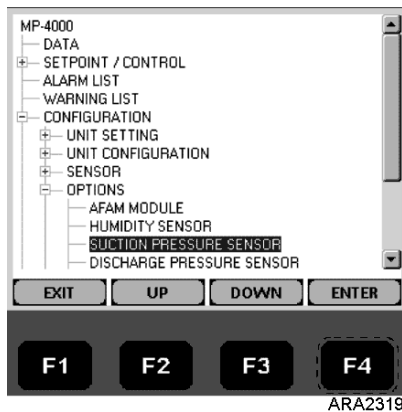 MP-4000
DATA
SETPOINT / CONTROL
ALARM LIST
WARNING LIST
CONFIGURATION
UNIT SETTING
UNIT CONFIGURATION
SENSOR
OPTIONS
AFAM MODULE
HUMIDITY SENSOR
SUCTION PRESSURE SENSOR
DISCHARGE PRESSURE SENSOR
EXIT UP DOWN ENTER
F1 F2 F3 F4
ARA2319